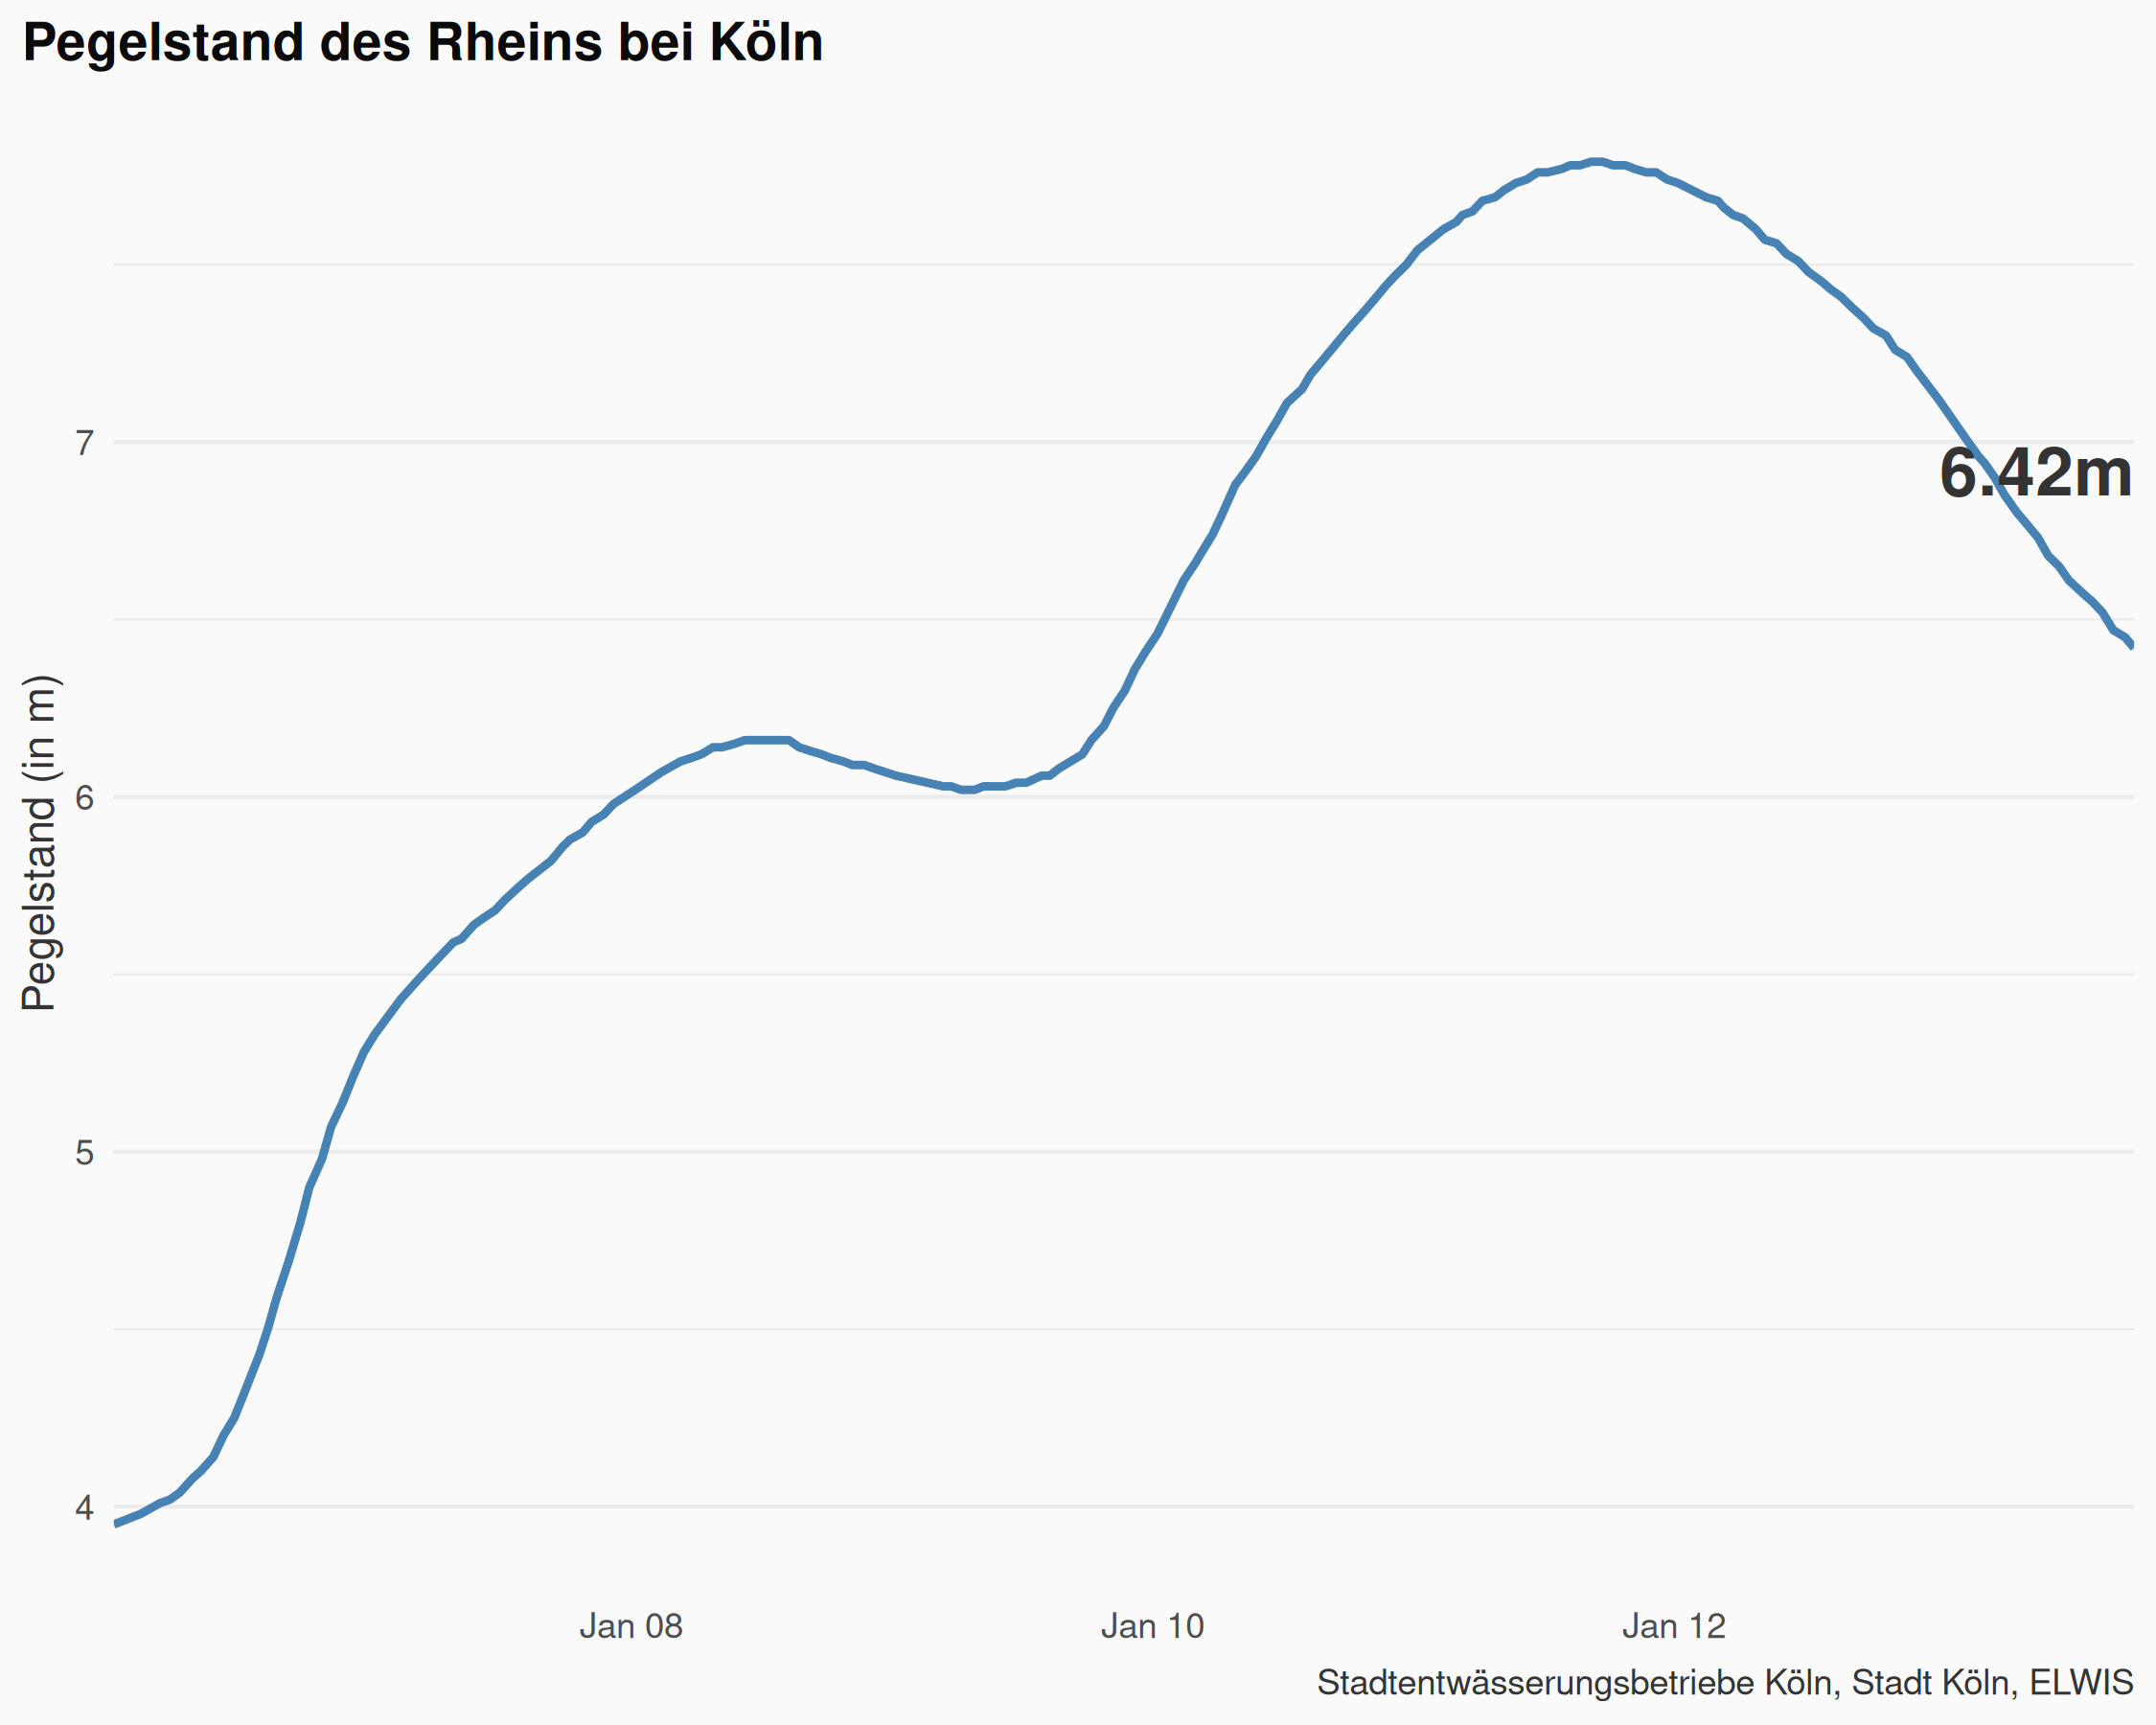 Pegelstand des Rheins bei Köln
Pegelstand (in m)
7
6
5
4
6.42m
Jan 08
Jan 10
Jan 12
Stadtentwässerungsbetriebe Köln, Stadt Köln, ELWIS